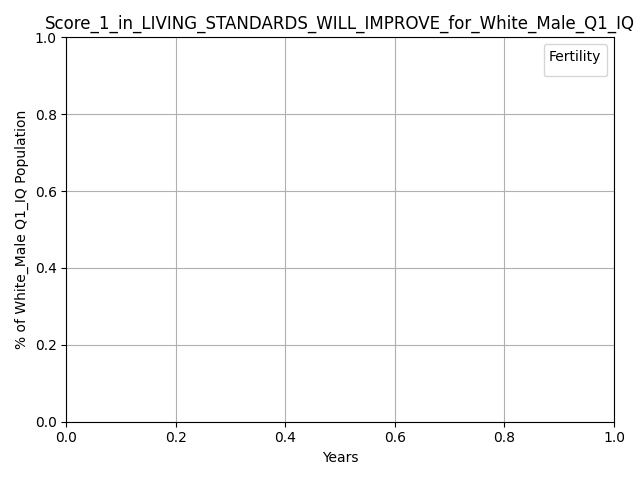 Score_1_in_LIVING_STANDARDS_WILL_IMPROVE_for_White_Male_Q1_IQ
Fertility
% of White_Male Q1_IQ Population
1.0
0.8
0.6
0.4
0.2
0.0
0.0 0.2 0.4 0.6 0.8 1.0
Years